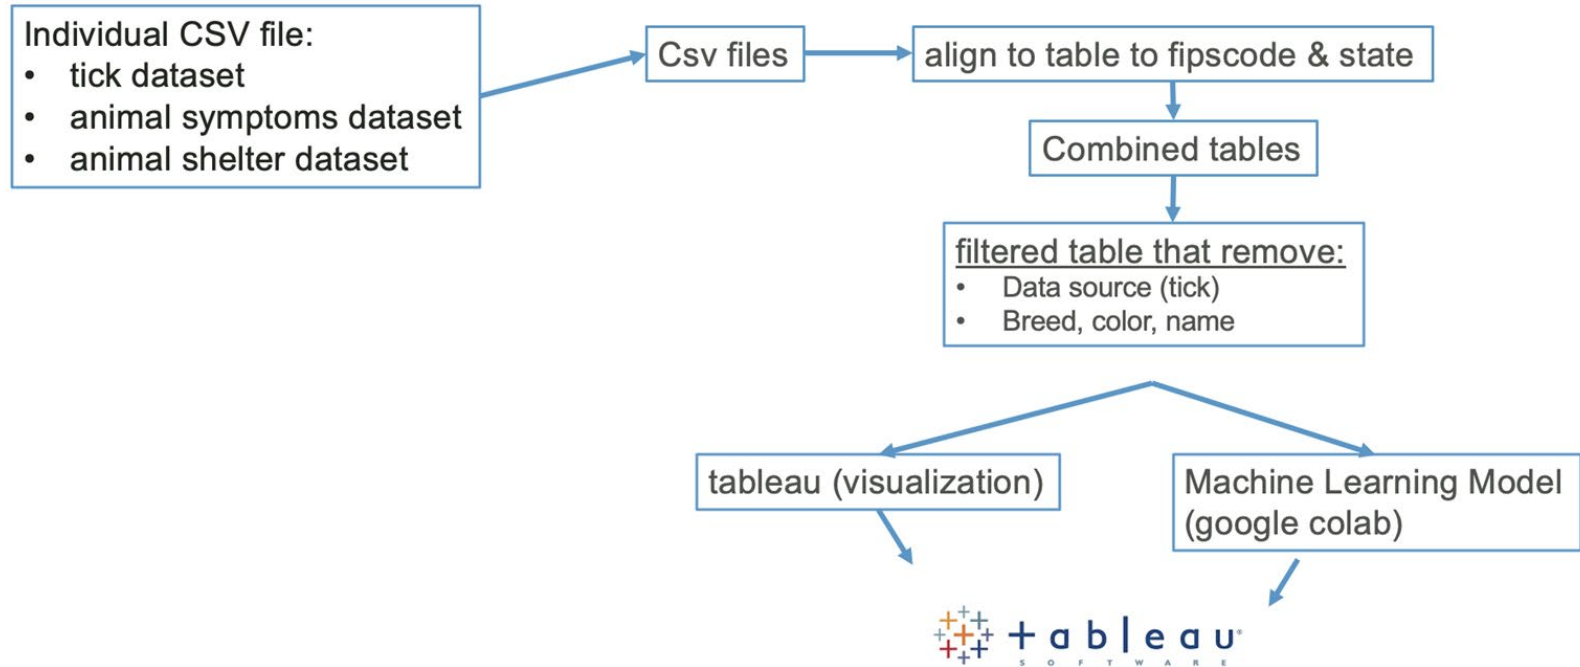 Individual CSV file:
• tick dataset
• animal symptoms dataset
• animal shelter dataset
Csv files
align to table to fipscode & state
Combined tables
filtered table that remove:
• Data source (tick)
• Breed, color, name
tableau (visualization)
Machine Learning Model
(google colab)
+ableau®
SOFTWARE